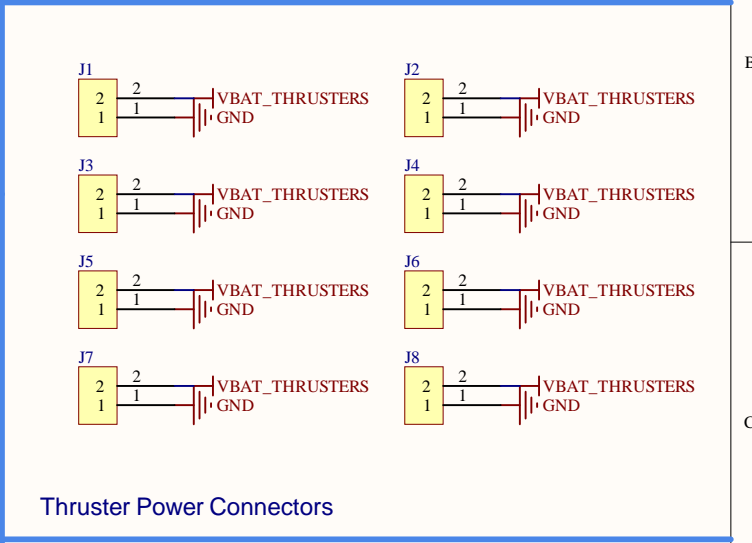 B
J1
2 2 VBAT_THRUSTERS
1 1 GND
J2
2 2 VBAT_THRUSTERS
1 1 GND
J3
2 2 VBAT_THRUSTERS
1 1 GND
J4
2 2 VBAT_THRUSTERS
1 1 GND
J5
2 2 VBAT_THRUSTERS
1 1 GND
J6
2 2 VBAT_THRUSTERS
1 1 GND
J7
2 2 VBAT_THRUSTERS
1 1 GND
J8
2 2 VBAT_THRUSTERS
1 1 GND
C
Thruster Power Connectors